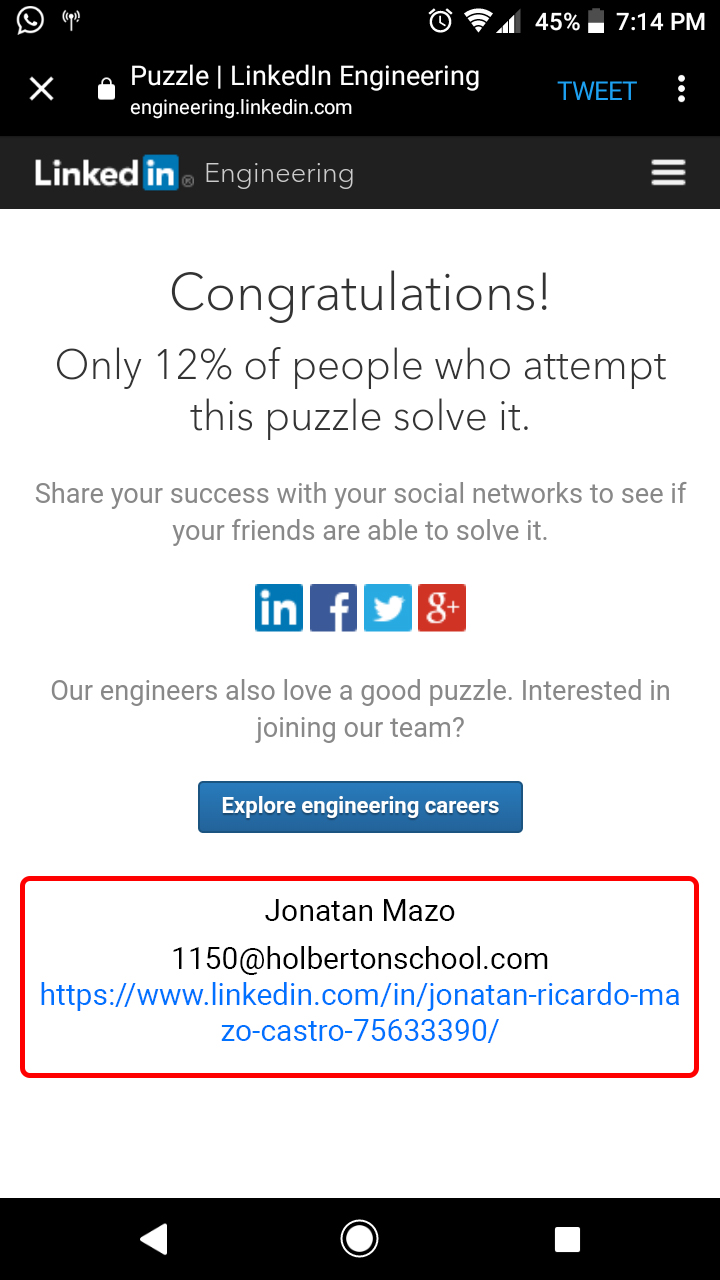 45% 7:14 PM
Puzzle | LinkedIn Engineering
engineering.linkedin.com
TWEET
Linked in ® Engineering
Congratulations!
Only 12% of people who attempt
this puzzle solve it.
Share your success with your social networks to see if
your friends are able to solve it.
in f g+
Our engineers also love a good puzzle. Interested in
joining our team?
Explore engineering careers
Jonatan Mazo
1150@holbertonschool.com
https://www.linkedin.com/in/jonatan-ricardo-ma
zo-castro-75633390/